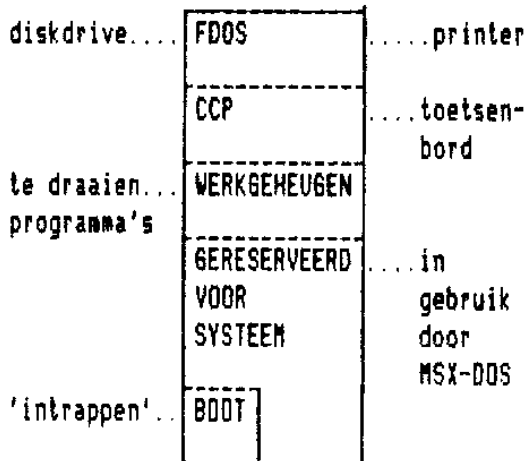 diskdrive.... FDOS .....printer
CCP ....toetsen-
bord
te draaien... WERKGEHEUGEN
programma's
GERESERVEERD ....in
VOOR gebruik
SYSTEEM door
MSX-DOS
'intrappen'.. BOOT